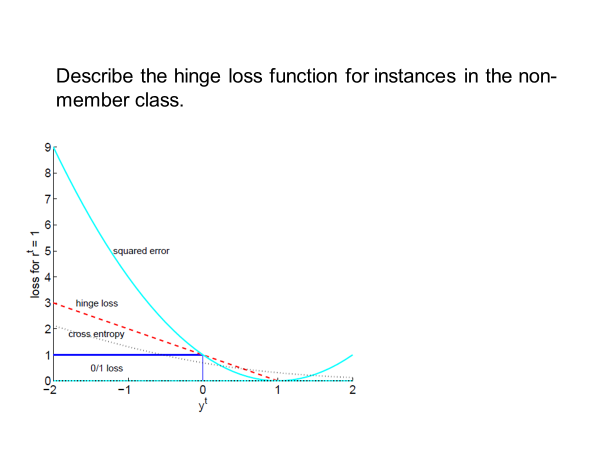 Describe the hinge loss function for instances in the non-
member class.
9
8
7
6
squared error
5
loss for r^t = 1
4
3
hinge loss
2
cross entropy
1
0/1 loss
0
−2 −1 0 1 2
y^t